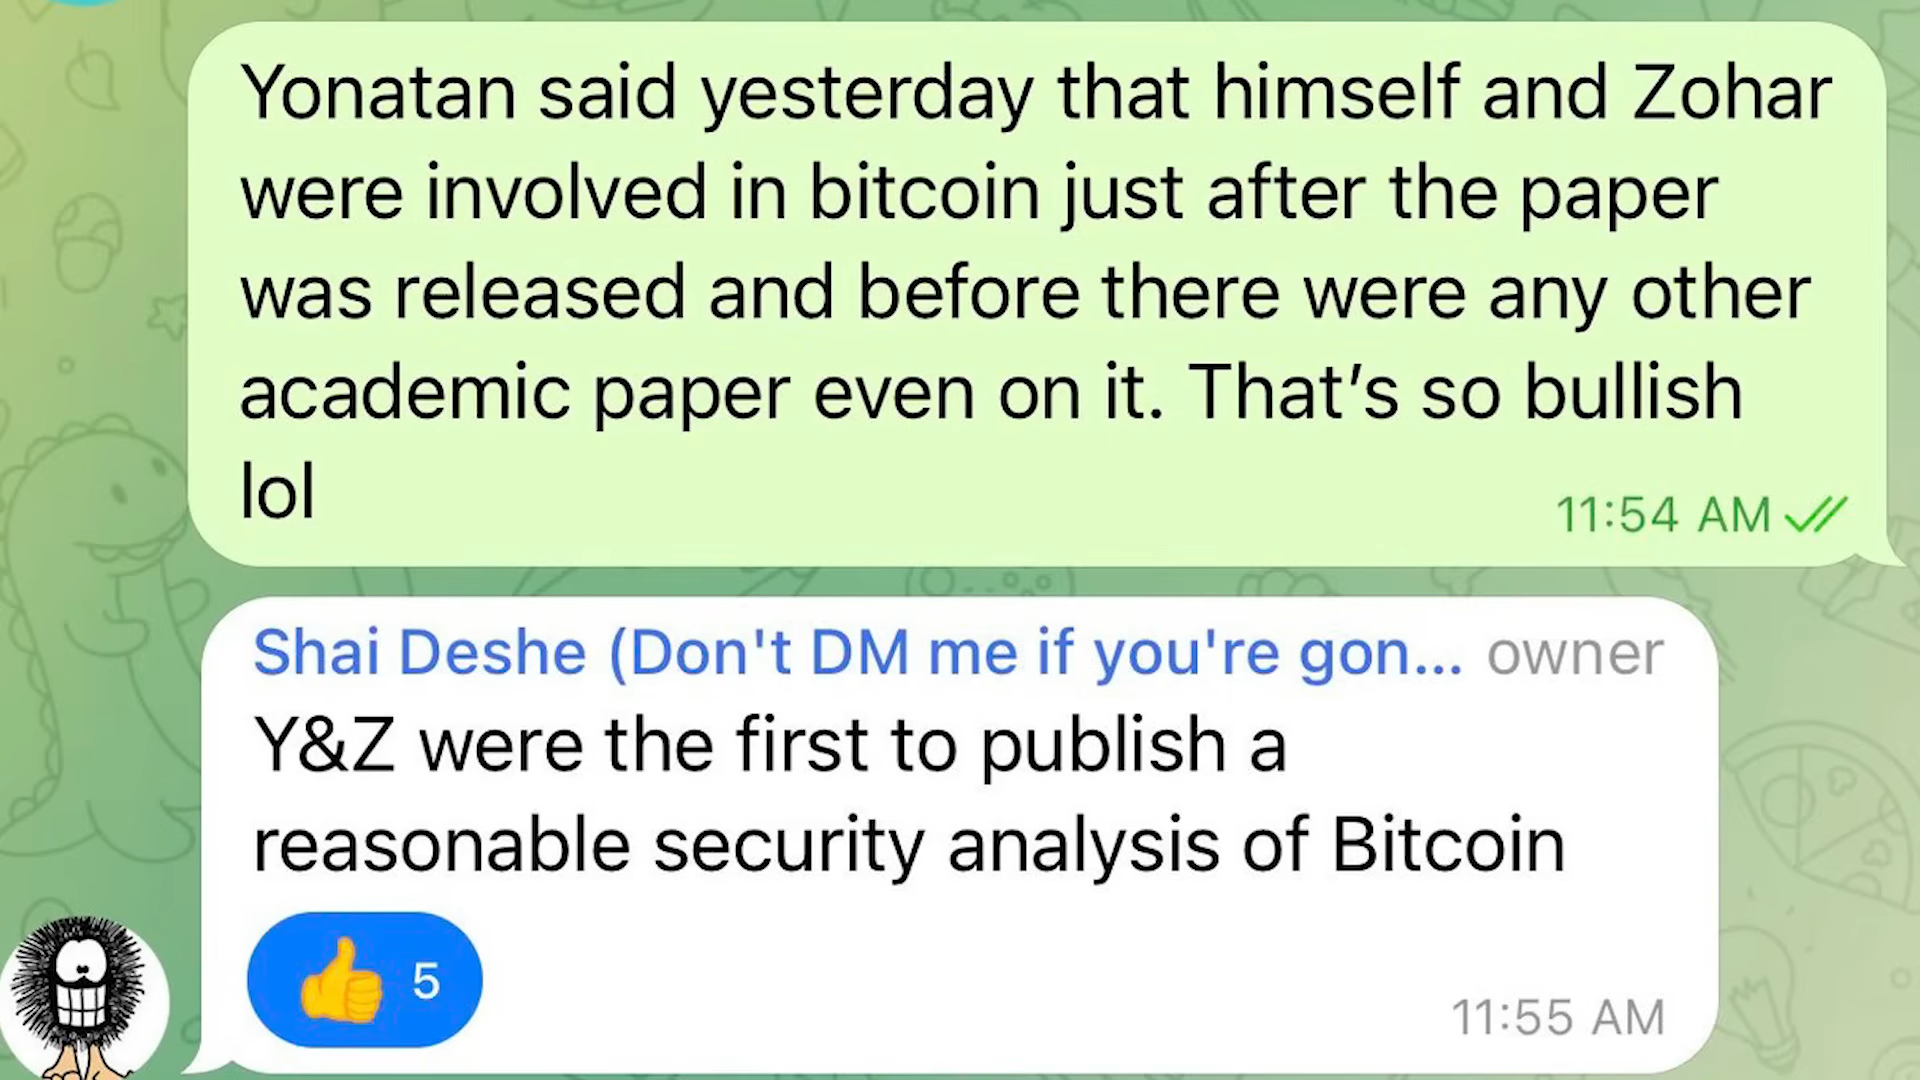 Yonatan said yesterday that himself and Zohar
were involved in bitcoin just after the paper
was released and before there were any other
academic paper even on it. That’s so bullish
lol
11:54 AM
Shai Deshe (Don't DM me if you're gon... owner
Y&Z were the first to publish a
reasonable security analysis of Bitcoin
👍 5
11:55 AM